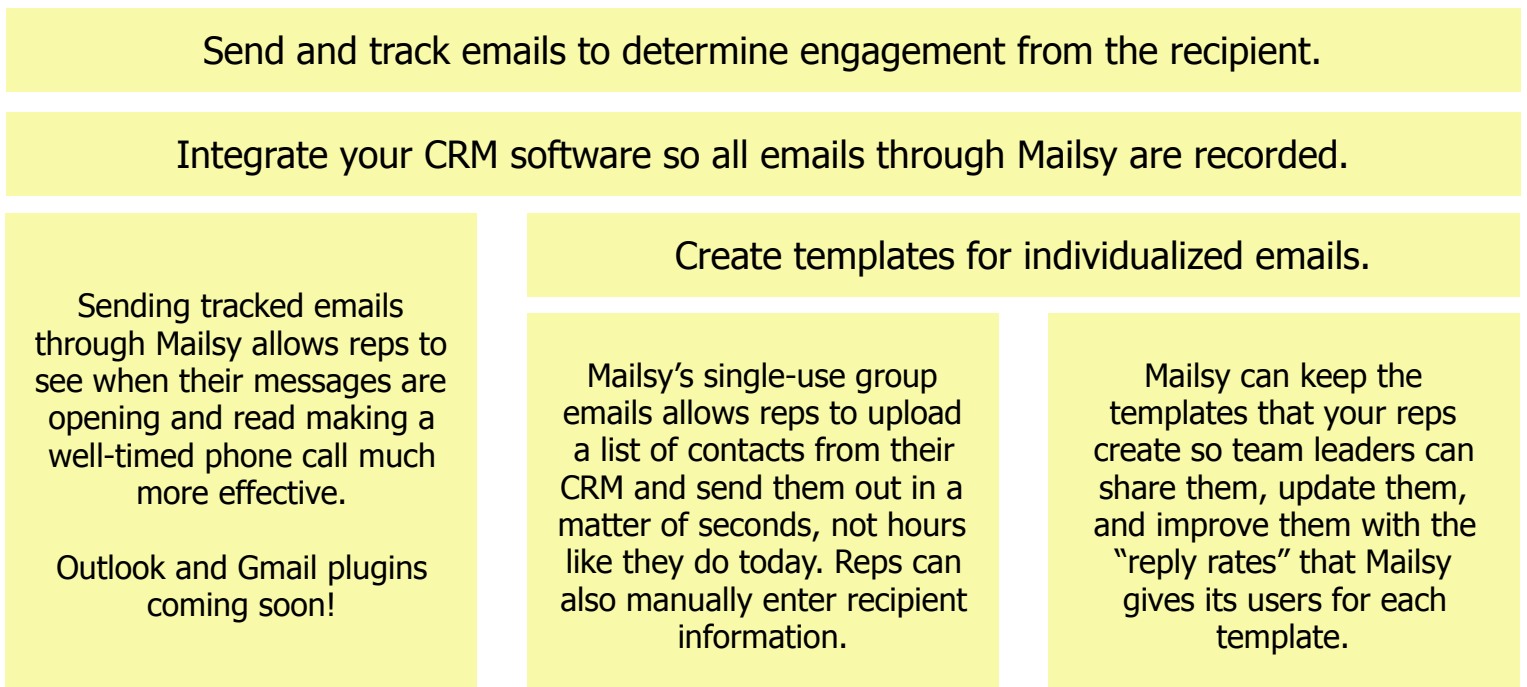 Send and track emails to determine engagement from the recipient.
Integrate your CRM software so all emails through Mailsy are recorded.
Sending tracked emails
through Mailsy allows reps to
see when their messages are
opening and read making a
well-timed phone call much
more effective.
Outlook and Gmail plugins
coming soon!
Create templates for individualized emails.
Mailsy’s single-use group
emails allows reps to upload
a list of contacts from their
CRM and send them out in a
matter of seconds, not hours
like they do today. Reps can
also manually enter recipient
information.
Mailsy can keep the
templates that your reps
create so team leaders can
share them, update them,
and improve them with the
“reply rates” that Mailsy
gives its users for each
template.